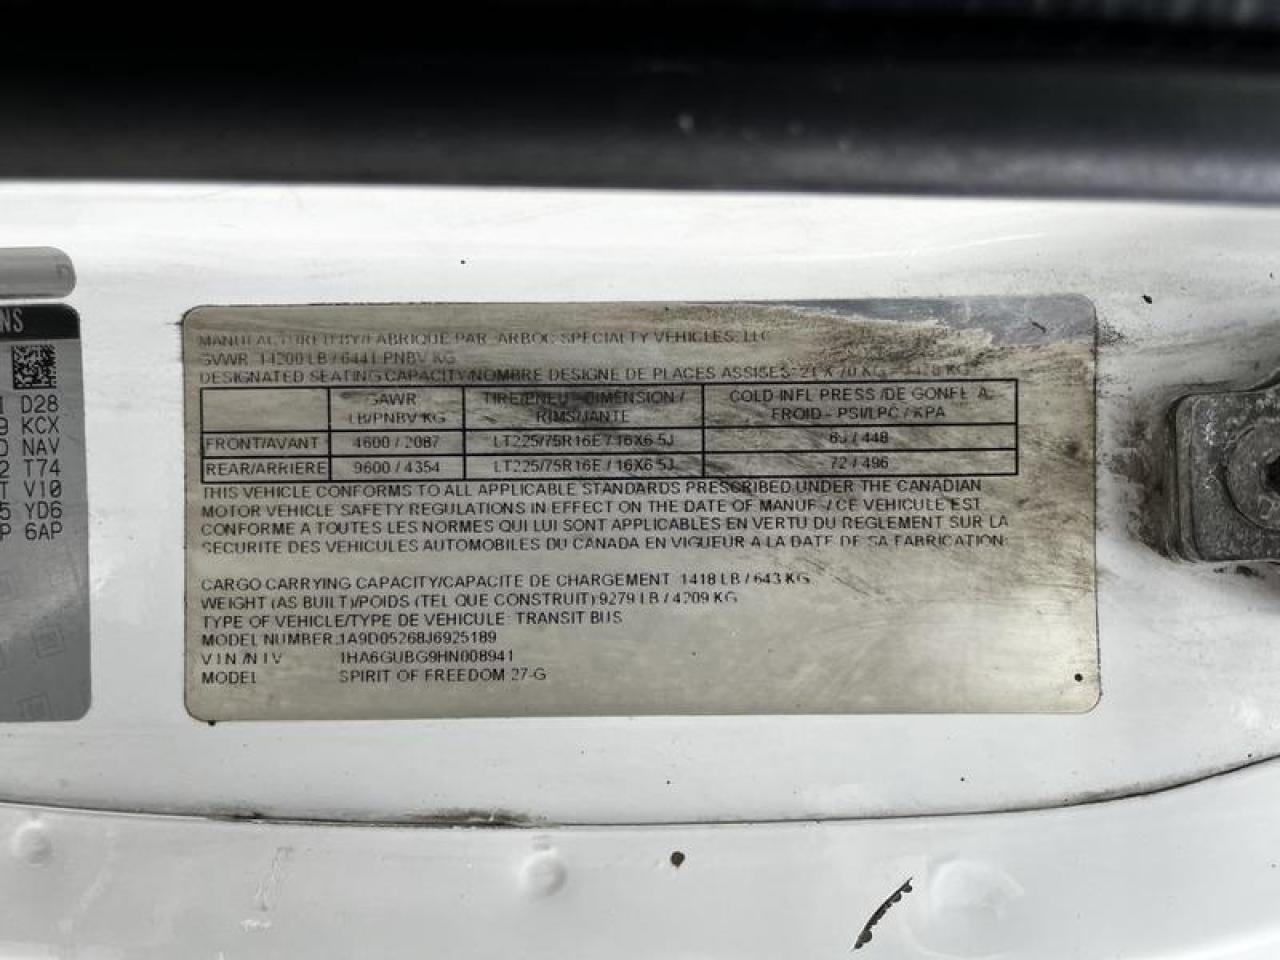 NS
D28
KCX
NAV
T74
V10
YD6
6AP
MANUFACTURED BY/FABRIQUE PAR: ARBOC SPECIALTY VEHICLES, LLC
GVWR 14200 LB / 6441 PNBV KG
DESIGNATED SEATING CAPACITY/NOMBRE DESIGNE DE PLACES ASSISES: 21 X 70 KG
GAWR LB/PNBV KG
TIRE/PNEU - DIMENSION / RIMS/JANTE
COLD INFL PRESS /DE GONFL A FROID - PSI/LPC / KPA
FRONT/AVANT 4600 / 2087 LT225/75R16E / 16X6.5J / 448
REAR/ARRIERE 9600 / 4354 LT225/75R16E / 16X6.5J 72 / 496
THIS VEHICLE CONFORMS TO ALL APPLICABLE STANDARDS PRESCRIBED UNDER THE CANADIAN
MOTOR VEHICLE SAFETY REGULATIONS IN EFFECT ON THE DATE OF MANUF. / CE VEHICULE EST
CONFORME A TOUTES LES NORMES QUI LUI SONT APPLICABLES EN VERTU DU REGLEMENT SUR LA
SECURITE DES VEHICULES AUTOMOBILES DU CANADA EN VIGUEUR A LA DATE DE SA FABRICATION:
CARGO CARRYING CAPACITY/CAPACITE DE CHARGEMENT 1418 LB / 643 KG
WEIGHT (AS BUILT)/POIDS (TEL QUE CONSTRUIT) 9279 LB / 4209 KG
TYPE OF VEHICLE/TYPE DE VEHICULE: TRANSIT BUS
MODEL NUMBER: 1A9D05268J6925189
VIN/NIV 1HA6GUBG9HN008941
MODEL SPIRIT OF FREEDOM 27-G